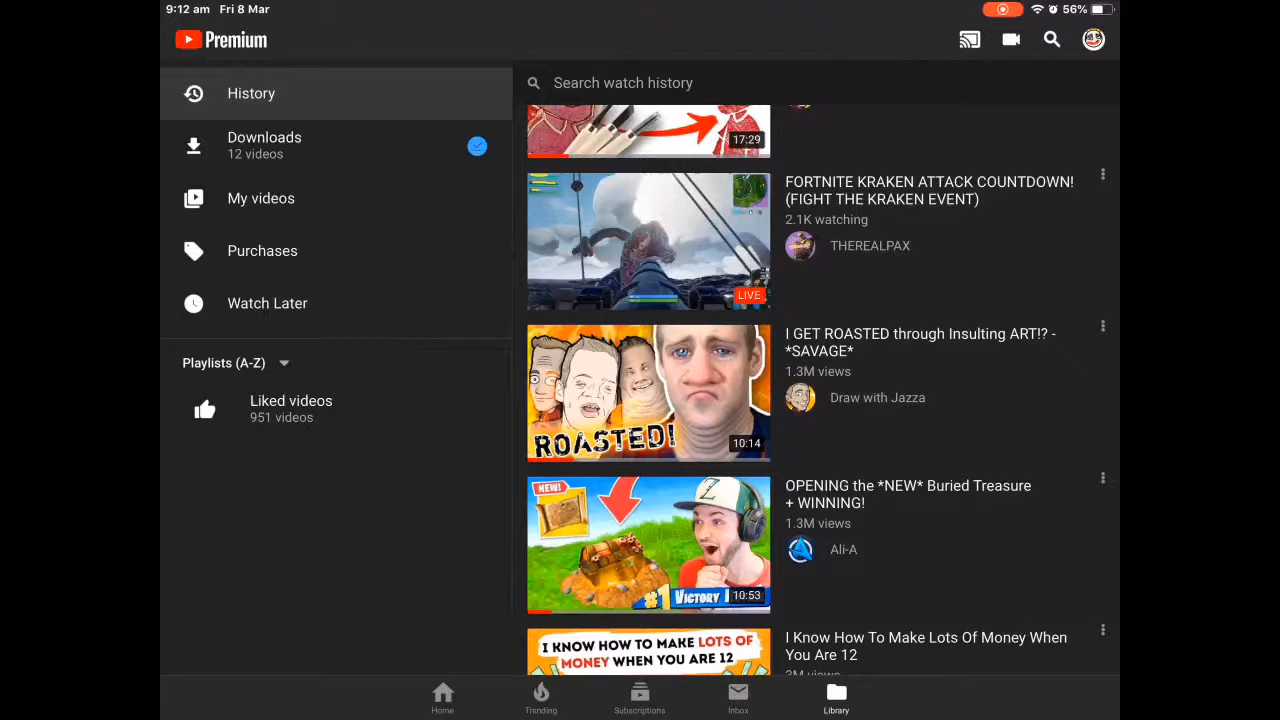 9:12 am Fri 8 Mar
56%
Premium
History
Downloads
12 videos
My videos
Purchases
Watch Later
Playlists (A-Z)
Liked videos
951 videos
Search watch history
17:29
FORTNITE KRAKEN ATTACK COUNTDOWN!
(FIGHT THE KRAKEN EVENT)
2.1K watching
THEREALPAX
LIVE
I GET ROASTED through Insulting ART!? -
*SAVAGE*
1.3M views
Draw with Jazza
ROASTED!
10:14
OPENING the *NEW* Buried Treasure
+ WINNING!
1.3M views
Ali-A
NEW!
#1 VICTORY
10:53
I KNOW HOW TO MAKE LOTS OF
MONEY WHEN YOU ARE 12
I Know How To Make Lots Of Money When
You Are 12
3M views
Home
Trending
Subscriptions
Inbox
Library